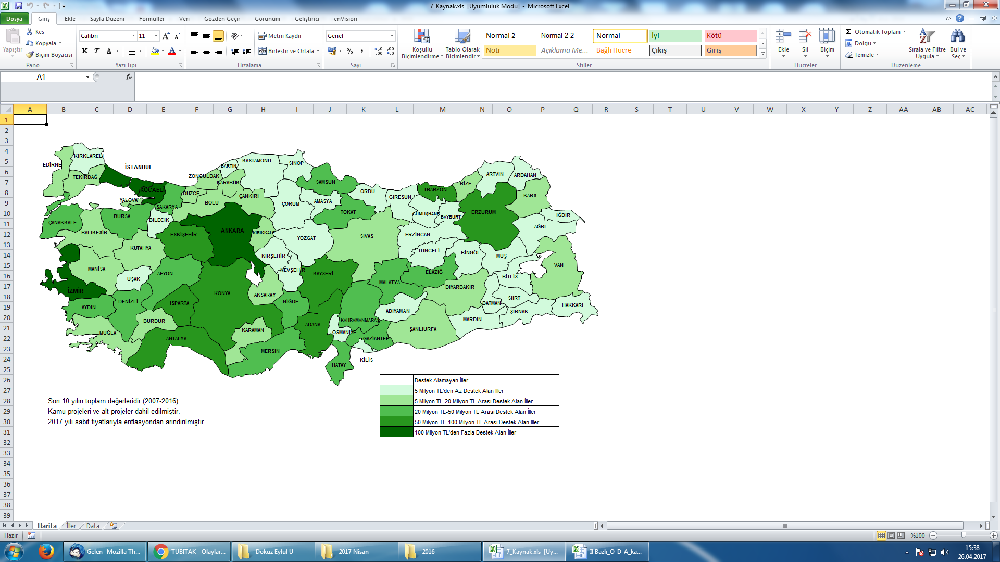 7_Kaynak.xls [Uyumluluk Modu] - Microsoft Excel
Dosya Giriş Ekle Sayfa Düzeni Formüller Veri Gözden Geçir Görünüm Geliştirici enVision
Yapıştır
Kes
Kopyala
Biçim Boyacısı
Pano
Calibri 11
K T A
Yazı Tipi
Metni Kaydır
Birleştir ve Ortala
Hizalama
Genel
% ,
Sayı
Koşullu Biçimlendirme
Tablo Olarak Biçimlendir
Normal 2 Normal 2 2 Normal İyi Kötü
Nötr Açıklama Me... Bağlı Hücre Çıkış Giriş
Stiller
Ekle Sil Biçim
Hücreler
Σ Otomatik Toplam
Dolgu
Temizle
Sırala ve Filtre Uygula
Bul ve Seç
Düzenleme
A1 fx
A B C D E F G H I J K L M N O P Q R S T U V W X Y Z AA AB AC
1
2
3
4
5
6
7
8
9
10
11
12
13
14
15
16
17
18
19
20
21
22
23
24
25
26
27
28
29
30
31
32
33
34
35
36
37
38
39
KIRKLARELİ
EDİRNE
İSTANBUL
TEKİRDAĞ
KOCAELİ
YALOVA
ZONGULDAK
BARTIN
KASTAMONU
SİNOP
KARABÜK
DÜZCE
BOLU
ÇANKIRI
SAKARYA
SAMSUN
ORDU
AMASYA
ÇORUM
TOKAT
GİRESUN
TRABZON
RİZE
ARTVİN
ARDAHAN
KARS
GÜMÜŞHANE
BAYBURT
ERZURUM
IĞDIR
AĞRI
ÇANAKKALE
BALIKESİR
BURSA
BİLECİK
ESKİŞEHİR
ANKARA
KIRIKKALE
YOZGAT
SİVAS
ERZİNCAN
TUNCELİ
BİNGÖL
MUŞ
VAN
BİTLİS
KÜTAHYA
MANİSA
UŞAK
AFYON
KIRŞEHİR
NEVŞEHİR
KAYSERİ
MALATYA
ELAZIĞ
DİYARBAKIR
BATMAN
SİİRT
ŞIRNAK
HAKKARİ
İZMİR
AYDIN
DENİZLİ
ISPARTA
KONYA
AKSARAY
NİĞDE
ADIYAMAN
MARDİN
MUĞLA
BURDUR
ANTALYA
KARAMAN
MERSİN
ADANA
KAHRAMANMARAŞ
OSMANİYE
GAZİANTEP
ŞANLIURFA
KİLİS
HATAY
Destek Alamayan İller
5 Milyon TL'den Az Destek Alan İller
5 Milyon TL-20 Milyon TL Arası Destek Alan İller
20 Milyon TL-50 Milyon TL Arası Destek Alan İller
50 Milyon TL-100 Milyon TL Arası Destek Alan İller
100 Milyon TL'den Fazla Destek Alan İller
Son 10 yılın toplam değerleridir (2007-2016).
Kamu projeleri ve alt projeler dahil edilmiştir.
2017 yılı sabit fiyatlarıyla enflasyondan arındırılmıştır.
Harita İller Data
Hazır %100
Gelen -Mozilla Th... TÜBİTAK - Olaylar... Dokuz Eylül Ü 2017 Nisan 2016 7_Kaynak.xls [Uy... İl Bazlı_Ö-D-A_ka...
15:38
26.04.2017